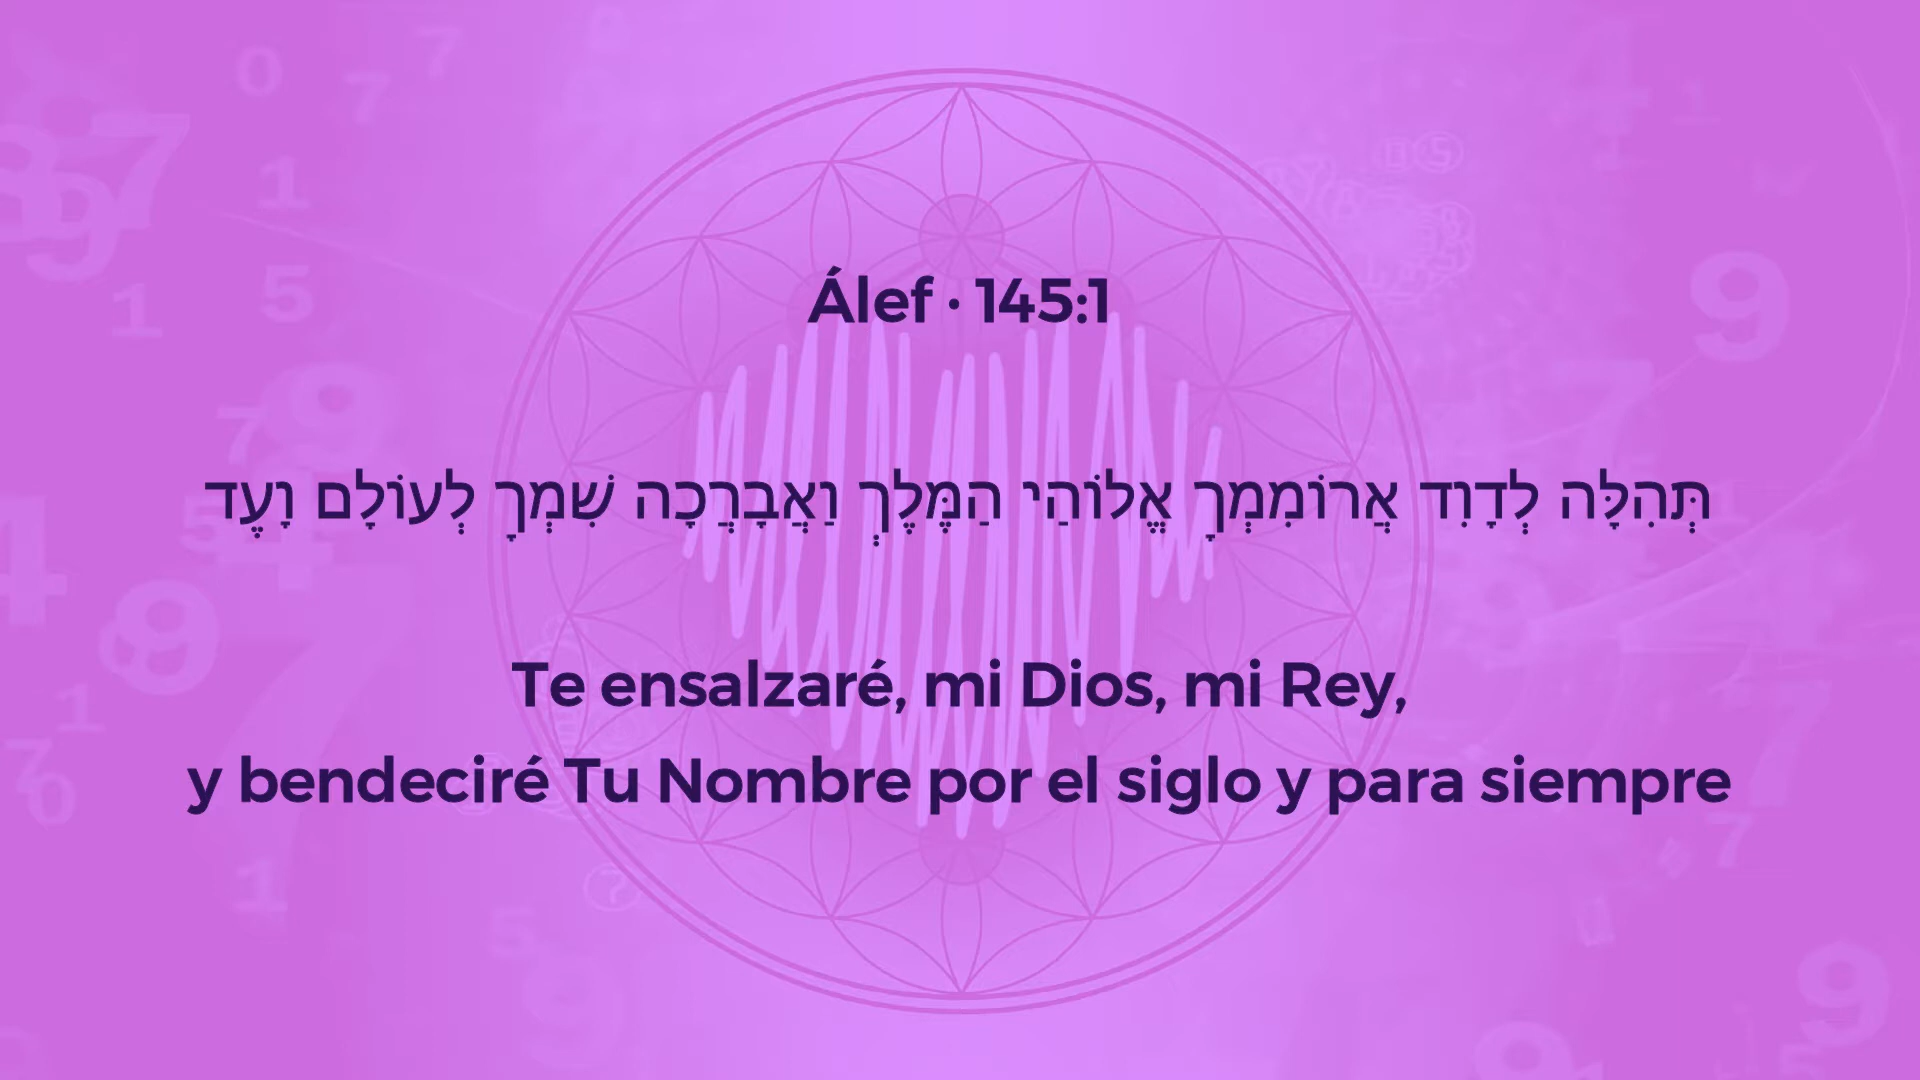 Álef · 145:1
תְּהִלָּה לְדָוִד אֲרוֹמִמְךָ אֱלוֹהַי הַמֶּלֶךְ וַאֲבָרֲכָה שִׁמְךָ לְעוֹלָם וָעֶד
Te ensalzaré, mi Dios, mi Rey,
y bendeciré Tu Nombre por el siglo y para siempre